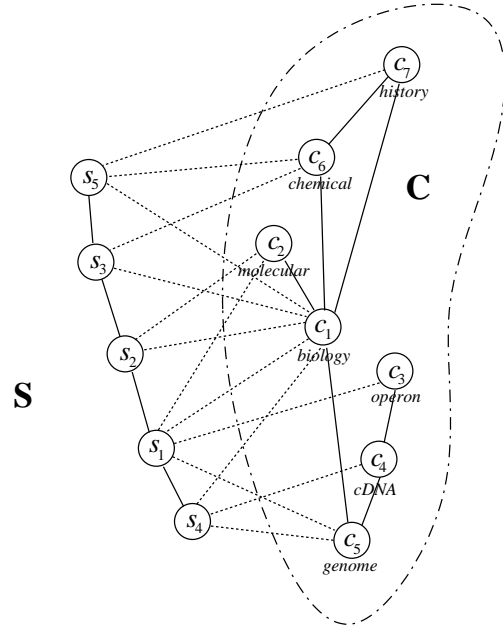 c7
history
c6
chemical
C
s5
c2
molecular
s3
c1
biology
s2
c3
operon
S
s1
c4
cDNA
s4
c5
genome